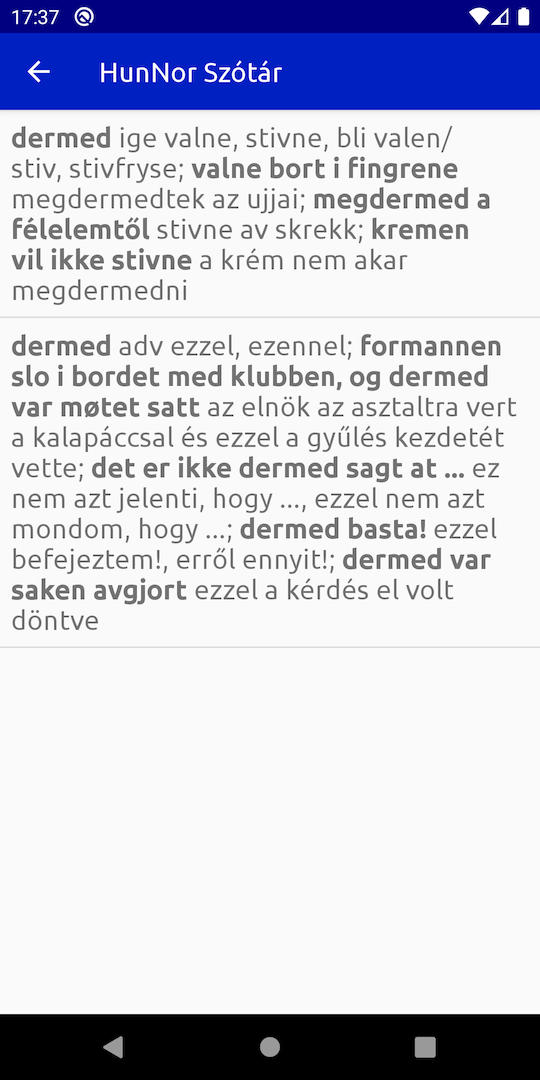 17:37
HunNor Szótár
dermed ige valne, stivne, bli valen/
stiv, stivfryse; valne bort i fingrene
megdermedtek az ujjai; megdermed a
félelemtől stivne av skrekk; kremen
vil ikke stivne a krém nem akar
megdermedni
dermed adv ezzel, ezennel; formannen
slo i bordet med klubben, og dermed
var møtet satt az elnök az asztaltra vert
a kalapáccsal és ezzel a gyűlés kezdetét
vette; det er ikke dermed sagt at ... ez
nem azt jelenti, hogy ..., ezzel nem azt
mondom, hogy ...; dermed basta! ezzel
befejeztem!, erről ennyit!; dermed var
saken avgjort ezzel a kérdés el volt
döntve